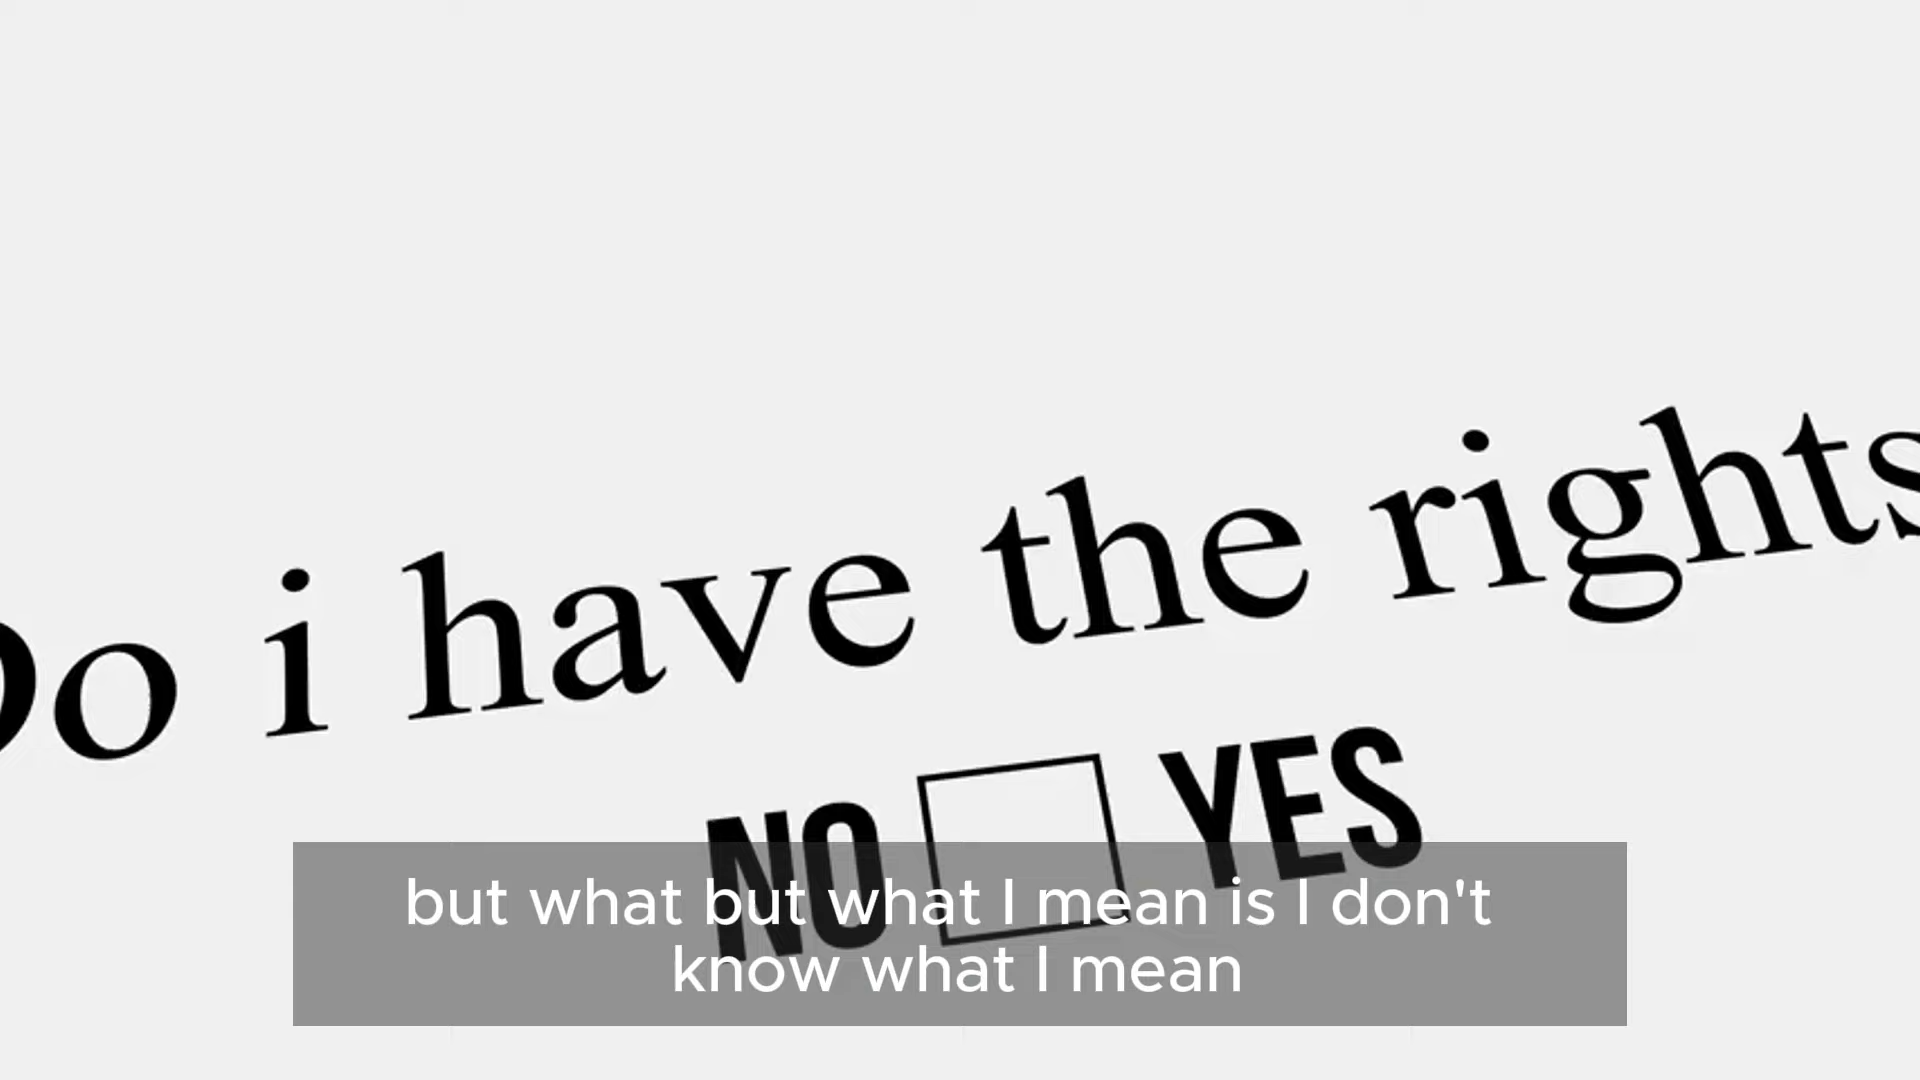 Do i have the rights
NO YES
but what but what I mean is I don't
know what I mean